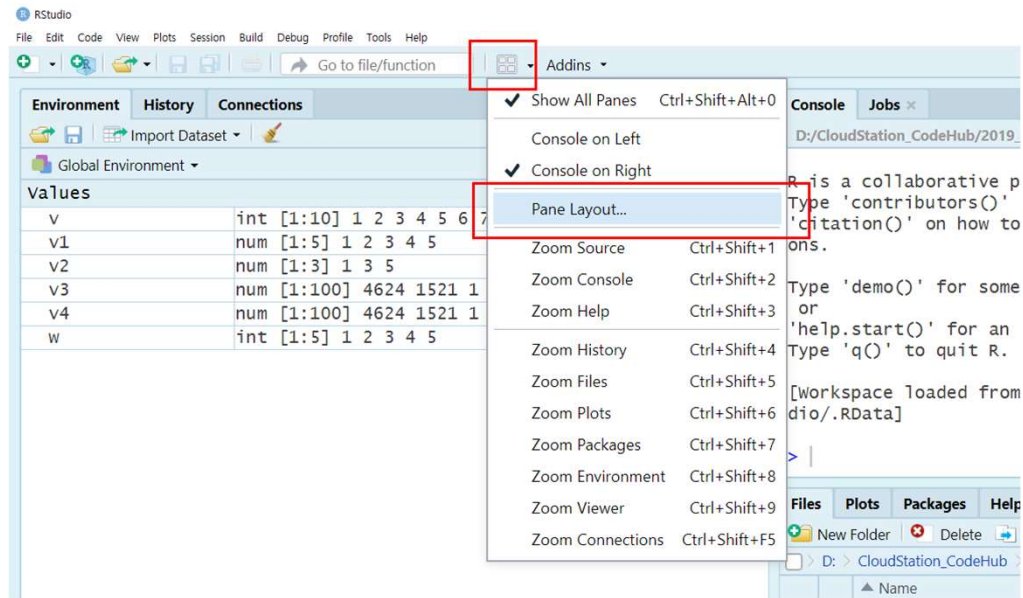 RStudio
File Edit Code View Plots Session Build Debug Profile Tools Help
Go to file/function
Addins
Environment History Connections
Import Dataset
Global Environment
Values
v int [1:10] 1 2 3 4 5 6 7
v1 num [1:5] 1 2 3 4 5
v2 num [1:3] 1 3 5
v3 num [1:100] 4624 1521 1
v4 num [1:100] 4624 1521 1
w int [1:5] 1 2 3 4 5
Show All Panes Ctrl+Shift+Alt+0
Console on Left
Console on Right
Pane Layout...
Zoom Source Ctrl+Shift+1
Zoom Console Ctrl+Shift+2
Zoom Help Ctrl+Shift+3
Zoom History Ctrl+Shift+4
Zoom Files Ctrl+Shift+5
Zoom Plots Ctrl+Shift+6
Zoom Packages Ctrl+Shift+7
Zoom Environment Ctrl+Shift+8
Zoom Viewer Ctrl+Shift+9
Zoom Connections Ctrl+Shift+F5
Console Jobs
D:/CloudStation_CodeHub/2019_
R is a collaborative p
Type 'contributors()'
'citation()' on how to
ons.
Type 'demo()' for some
or
'help.start()' for an
Type 'q()' to quit R.
[Workspace loaded from
dio/.RData]
>
Files Plots Packages Help
New Folder Delete
D: CloudStation_CodeHub
Name